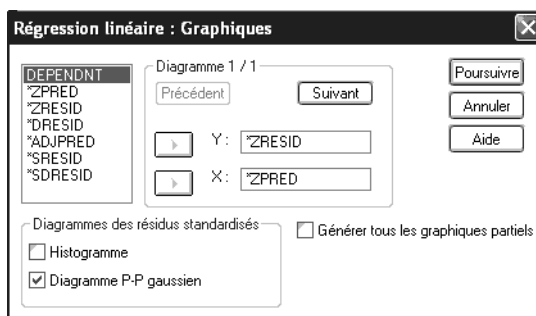 Régression linéaire : Graphiques
DEPENDNT
*ZPRED
*ZRESID
*DRESID
*ADJPRED
*SRESID
*SDRESID
Diagramme 1 / 1
Précédent
Suivant
Y :
*ZRESID
X :
*ZPRED
Poursuivre
Annuler
Aide
Diagrammes des résidus standardisés
Histogramme
Diagramme P-P gaussien
Générer tous les graphiques partiels